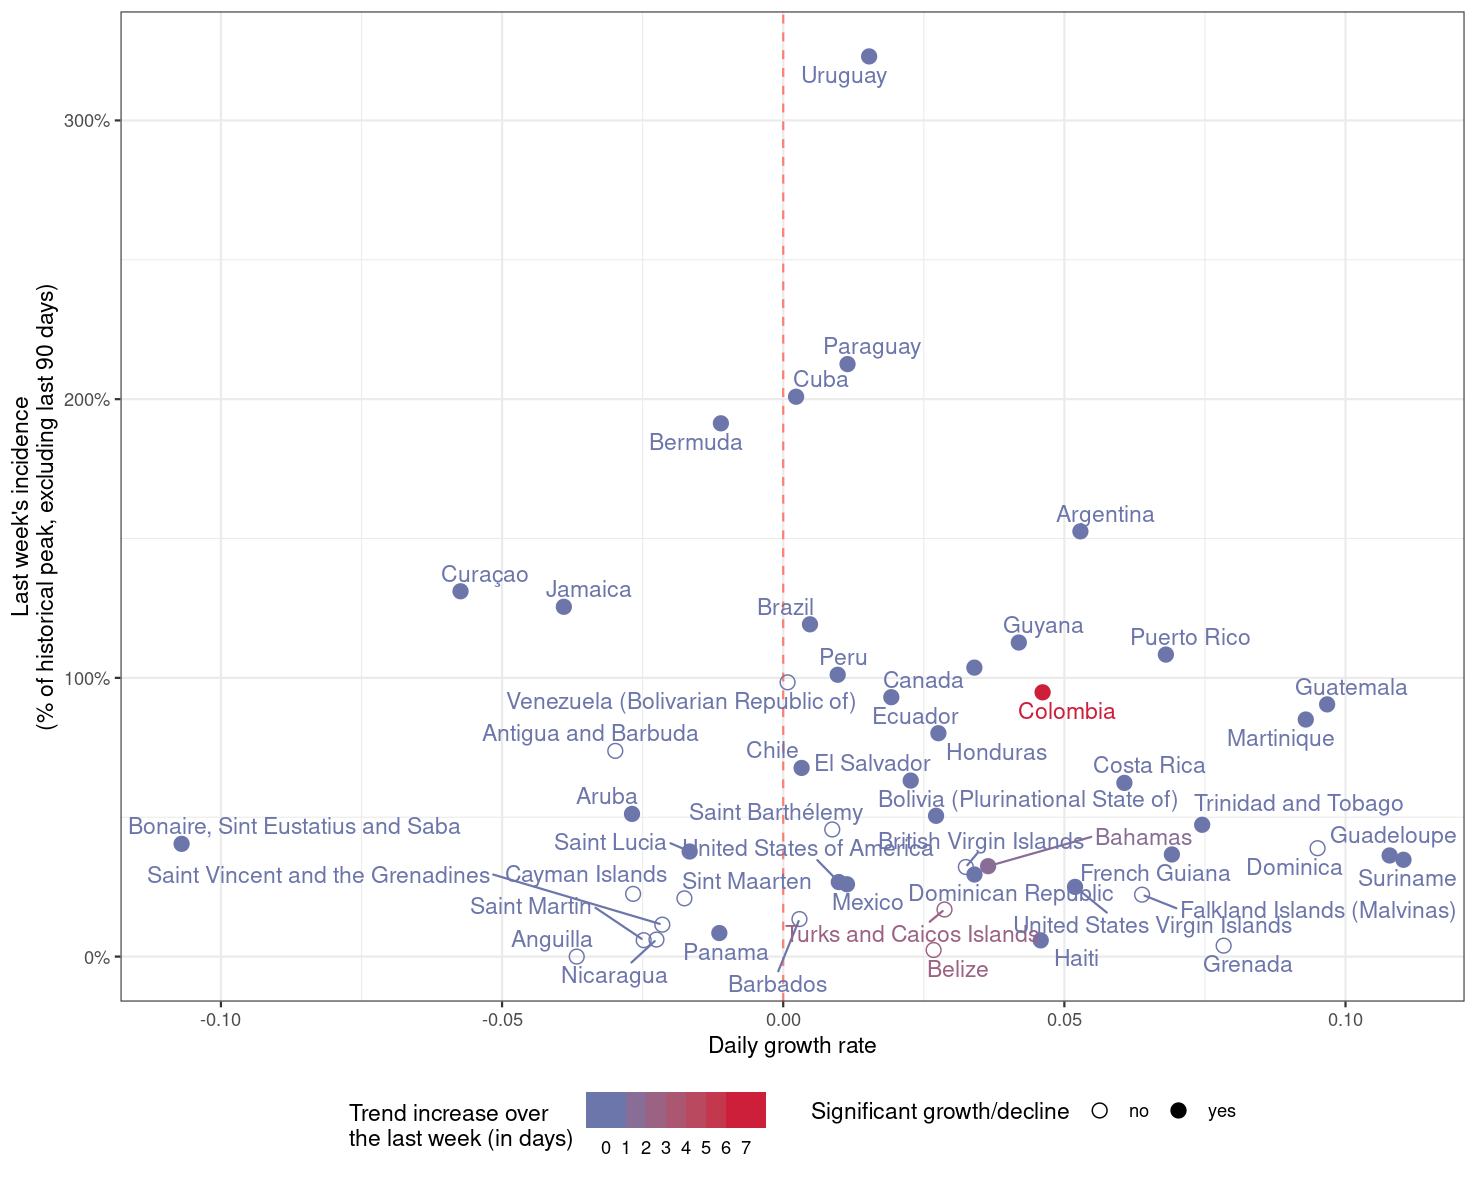 Uruguay
300%
Paraguay
Cuba
200%
Bermuda
Argentina
Curaçao
Jamaica
Brazil
Guyana
Puerto Rico
Peru
100%
Canada
Guatemala
Venezuela (Bolivarian Republic of)
Colombia
Ecuador
Antigua and Barbuda
Martinique
Chile
Honduras
El Salvador
Costa Rica
Aruba
Bolivia (Plurinational State of)
Trinidad and Tobago
Saint Barthélemy
Bonaire, Sint Eustatius and Saba
Guadeloupe
Bahamas
British Virgin Islands
Saint Lucia
United States of America
Dominica
Saint Vincent and the Grenadines
Cayman Islands
French Guiana
Sint Maarten
Suriname
Dominican Republic
Mexico
Saint Martin
Falkland Islands (Malvinas)
United States Virgin Islands
Turks and Caicos Islands
Anguilla
Panama
0%
Haiti
Grenada
Belize
Nicaragua
Barbados
Last week's incidence
(% of historical peak, excluding last 90 days)
-0.10
-0.05
0.00
0.05
0.10
Daily growth rate
Trend increase over
the last week (in days)
0 1 2 3 4 5 6 7
Significant growth/decline
no
yes